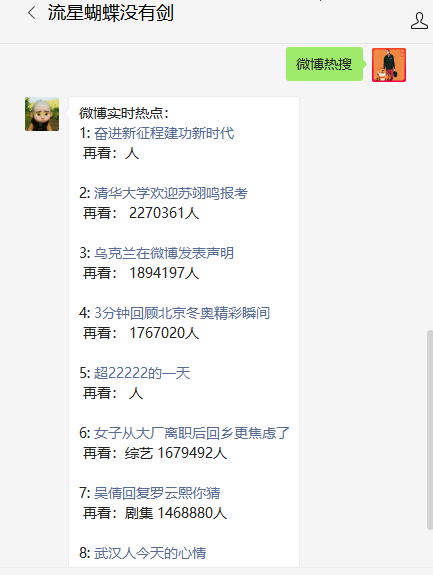 流星蝴蝶没有剑
微博热搜
微博实时热点：
1: 奋进新征程建功新时代
再看： 人
2: 清华大学欢迎苏翊鸣报考
再看： 2270361人
3: 乌克兰在微博发表声明
再看： 1894197人
4: 3分钟回顾北京冬奥精彩瞬间
再看： 1767020人
5: 超22222的一天
再看： 人
6: 女子从大厂离职后回乡更焦虑了
再看：综艺 1679492人
7: 吴倩回复罗云熙你猜
再看：剧集 1468880人
8: 武汉人今天的心情